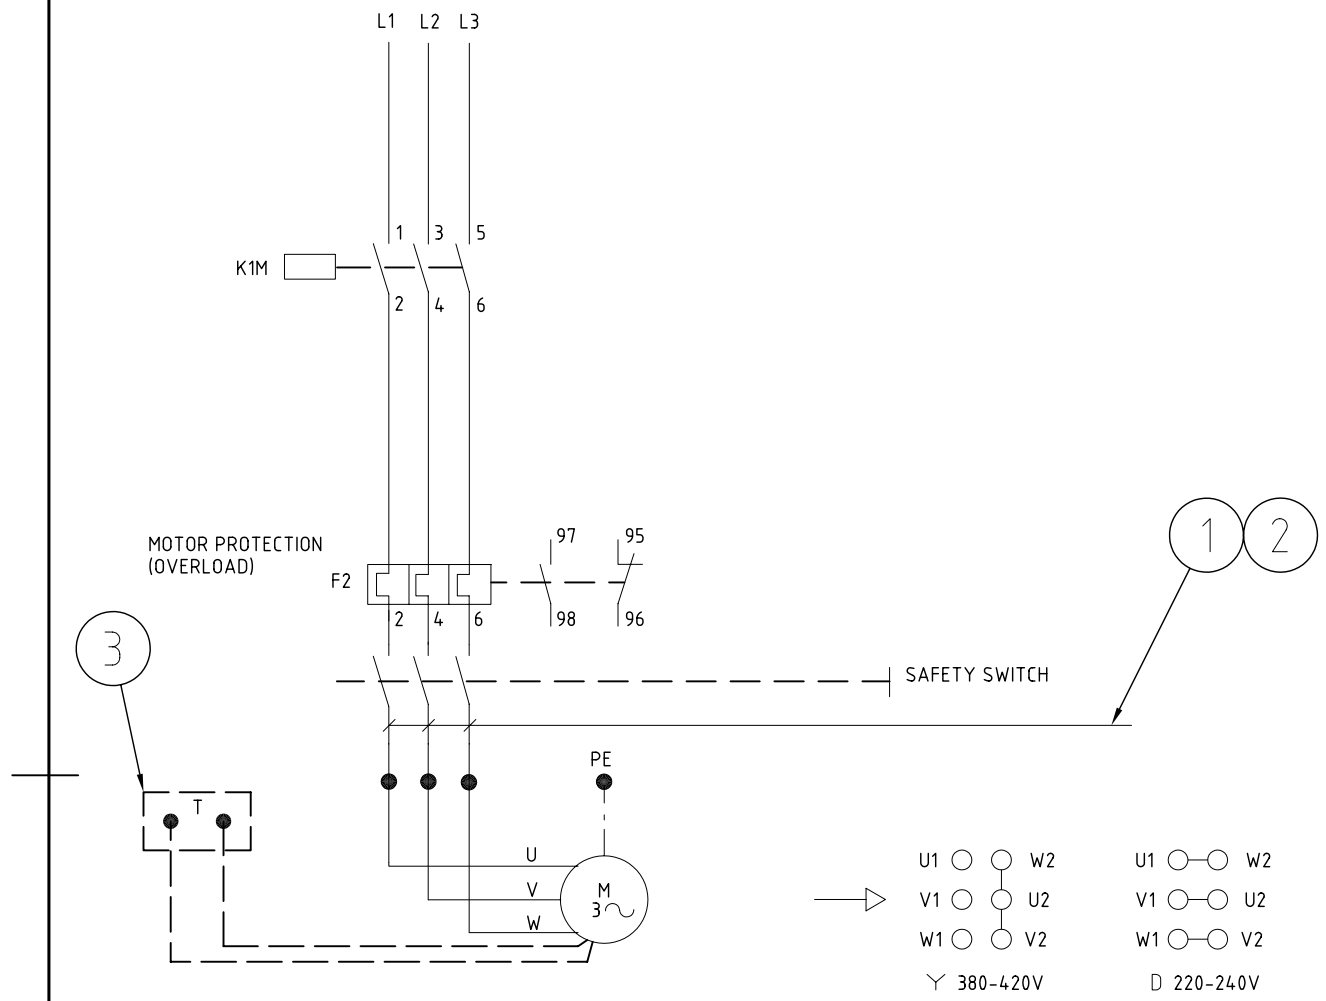 L1 L2 L3
1 3 5
K1M
2 4 6
1 2
97 95
MOTOR PROTECTION
(OVERLOAD)
F2
2 4 6 98 96
3
SAFETY SWITCH
PE
T
U
V
W
M
3
U1 W2 U1 W2
V1 U2 V1 U2
W1 V2 W1 V2
Y 380-420V D 220-240V